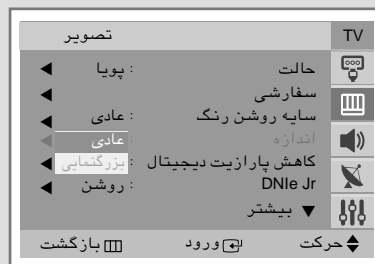 تصویر TV
حالت : پویا ◀
سفارشی ◀
سایه روشن رنگ : عادی ◀
اندازه : عادی
کاهش پارازیت دیجیتال : بزرگنمایی ◀
DNIe Jr : روشن ◀
▼ بیشتر
حرکت ورود بازگشت